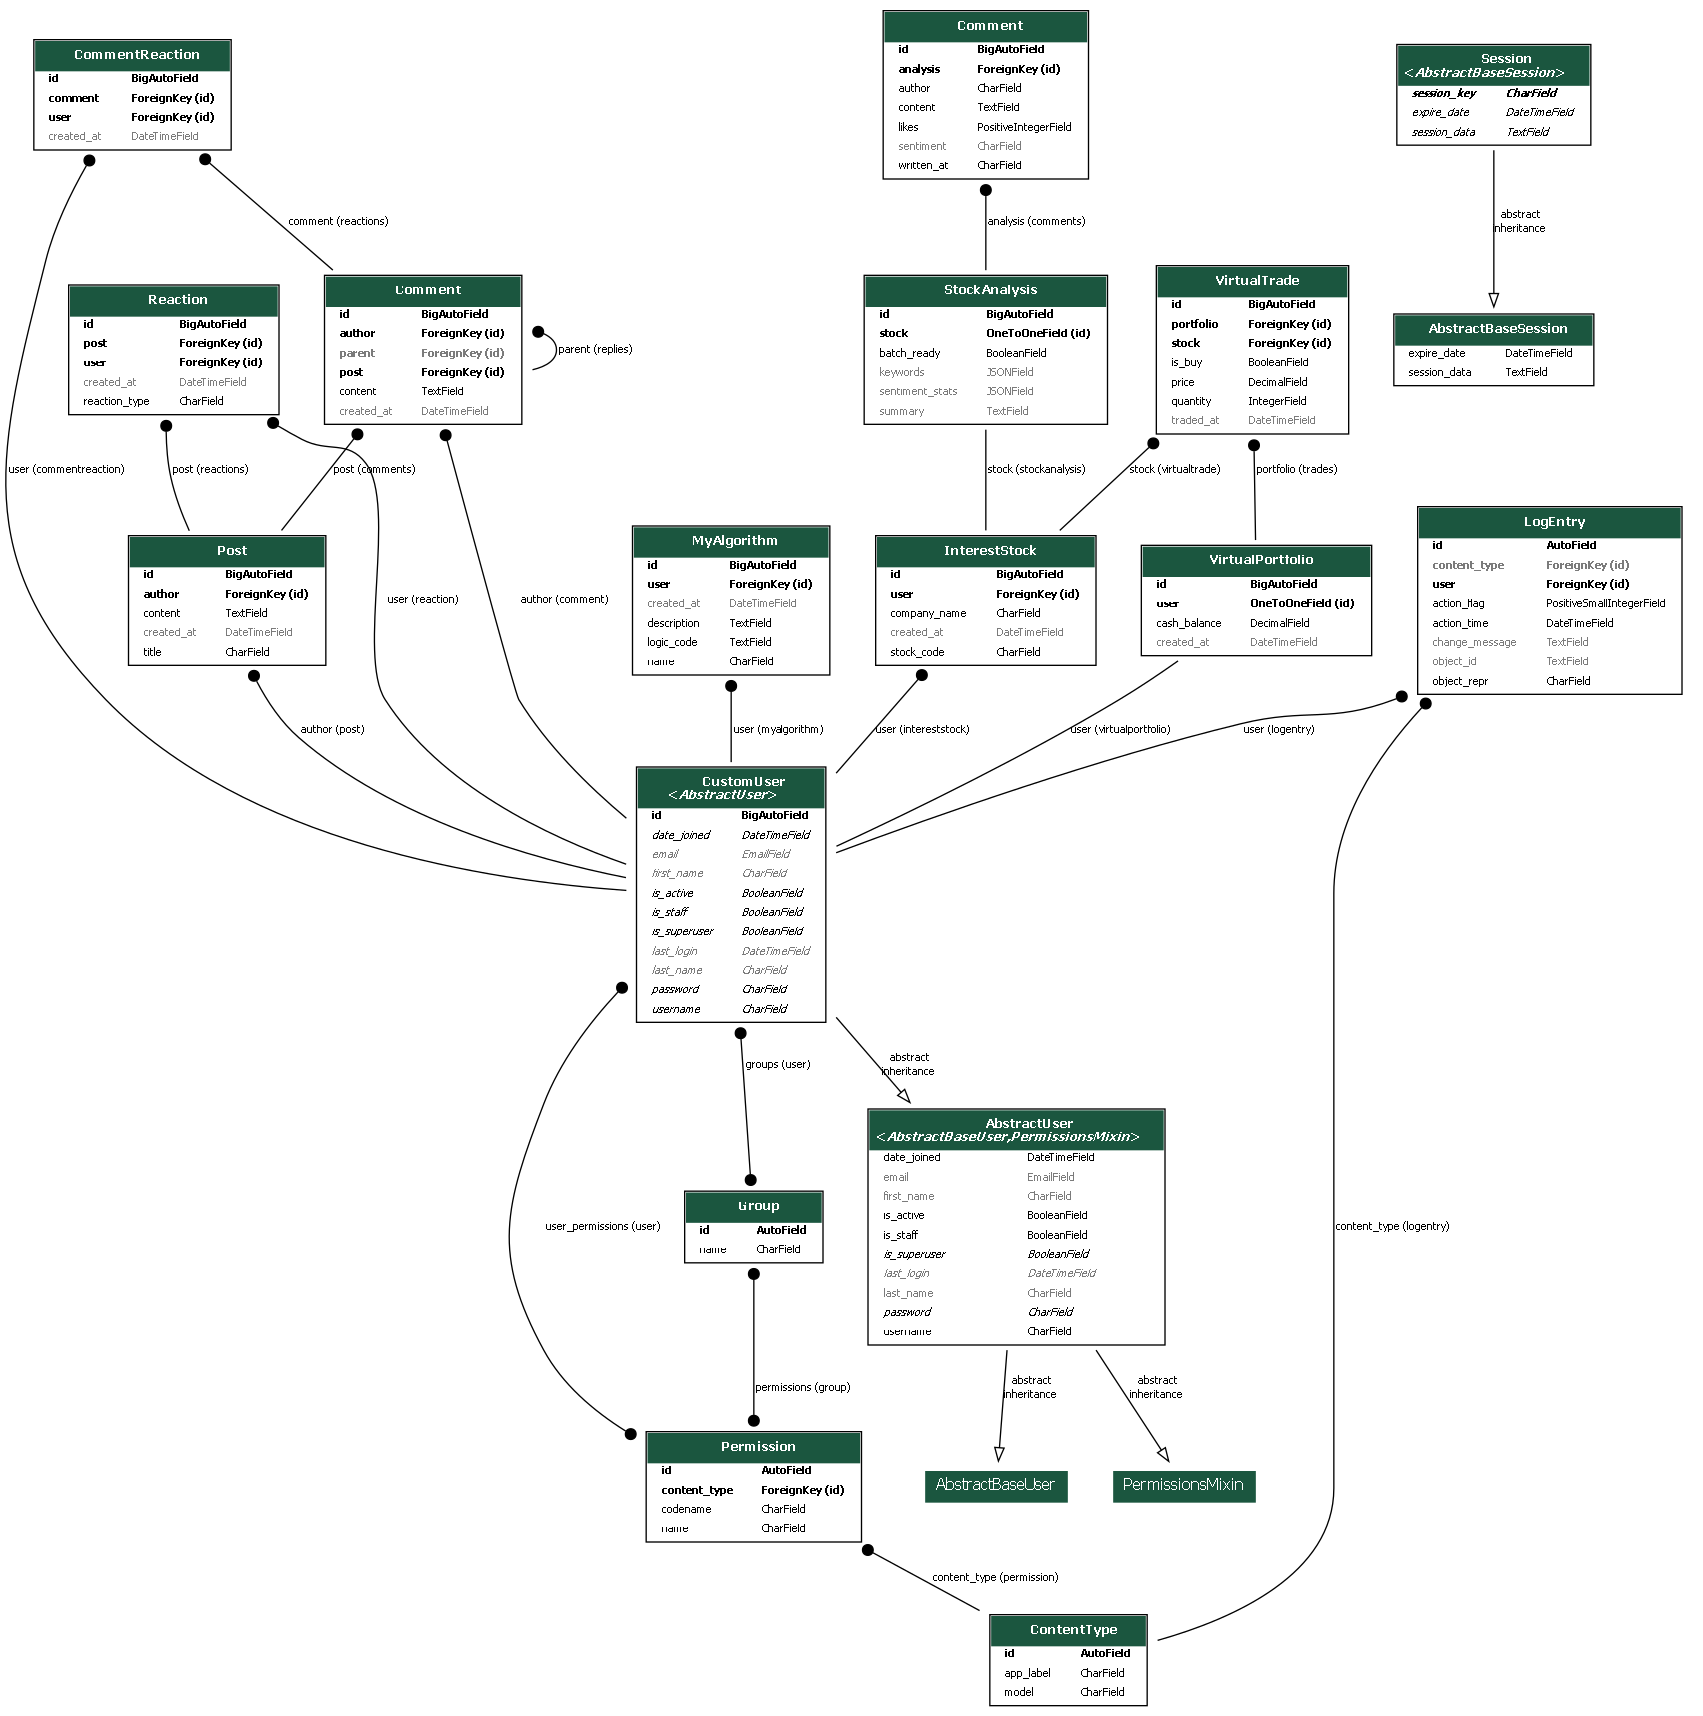 CommentReaction
id BigAutoField
comment ForeignKey (id)
user ForeignKey (id)
created_at DateTimeField
Comment
id BigAutoField
analysis ForeignKey (id)
author CharField
content TextField
likes PositiveIntegerField
sentiment CharField
written_at CharField
Session
<AbstractBaseSession>
session_key CharField
expire_date DateTimeField
session_data TextField
comment (reactions)
analysis (comments)
abstract
inheritance
Reaction
id BigAutoField
post ForeignKey (id)
user ForeignKey (id)
created_at DateTimeField
reaction_type CharField
Comment
id BigAutoField
author ForeignKey (id)
parent ForeignKey (id)
post ForeignKey (id)
content TextField
created_at DateTimeField
parent (replies)
StockAnalysis
id BigAutoField
stock OneToOneField (id)
batch_ready BooleanField
keywords JSONField
sentiment_stats JSONField
summary TextField
VirtualTrade
id BigAutoField
portfolio ForeignKey (id)
stock ForeignKey (id)
is_buy BooleanField
price DecimalField
quantity IntegerField
traded_at DateTimeField
AbstractBaseSession
expire_date DateTimeField
session_data TextField
user (commentreaction)
post (reactions)
post (comments)
stock (stockanalysis)
stock (virtualtrade)
portfolio (trades)
Post
id BigAutoField
author ForeignKey (id)
content TextField
created_at DateTimeField
title CharField
user (reaction)
author (comment)
MyAlgorithm
id BigAutoField
user ForeignKey (id)
created_at DateTimeField
description TextField
logic_code TextField
name CharField
InterestStock
id BigAutoField
user ForeignKey (id)
company_name CharField
created_at DateTimeField
stock_code CharField
VirtualPortfolio
id BigAutoField
user OneToOneField (id)
cash_balance DecimalField
created_at DateTimeField
LogEntry
id AutoField
content_type ForeignKey (id)
user ForeignKey (id)
action_flag PositiveSmallIntegerField
action_time DateTimeField
change_message TextField
object_id TextField
object_repr CharField
author (post)
user (myalgorithm)
user (intereststock)
user (virtualportfolio)
user (logentry)
CustomUser
<AbstractUser>
id BigAutoField
date_joined DateTimeField
email EmailField
first_name CharField
is_active BooleanField
is_staff BooleanField
is_superuser BooleanField
last_login DateTimeField
last_name CharField
password CharField
username CharField
groups (user)
abstract
inheritance
user_permissions (user)
Group
id AutoField
name CharField
AbstractUser
<AbstractBaseUser,PermissionsMixin>
date_joined DateTimeField
email EmailField
first_name CharField
is_active BooleanField
is_staff BooleanField
is_superuser BooleanField
last_login DateTimeField
last_name CharField
password CharField
username CharField
content_type (logentry)
permissions (group)
abstract
inheritance
abstract
inheritance
Permission
id AutoField
content_type ForeignKey (id)
codename CharField
name CharField
AbstractBaseUser
PermissionsMixin
content_type (permission)
ContentType
id AutoField
app_label CharField
model CharField